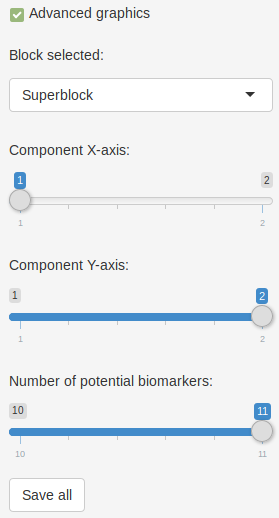 Advanced graphics
Block selected:
Superblock
Component X-axis:
1 2
1 2
Component Y-axis:
1 2
1 2
Number of potential biomarkers:
10 11
10 11
Save all